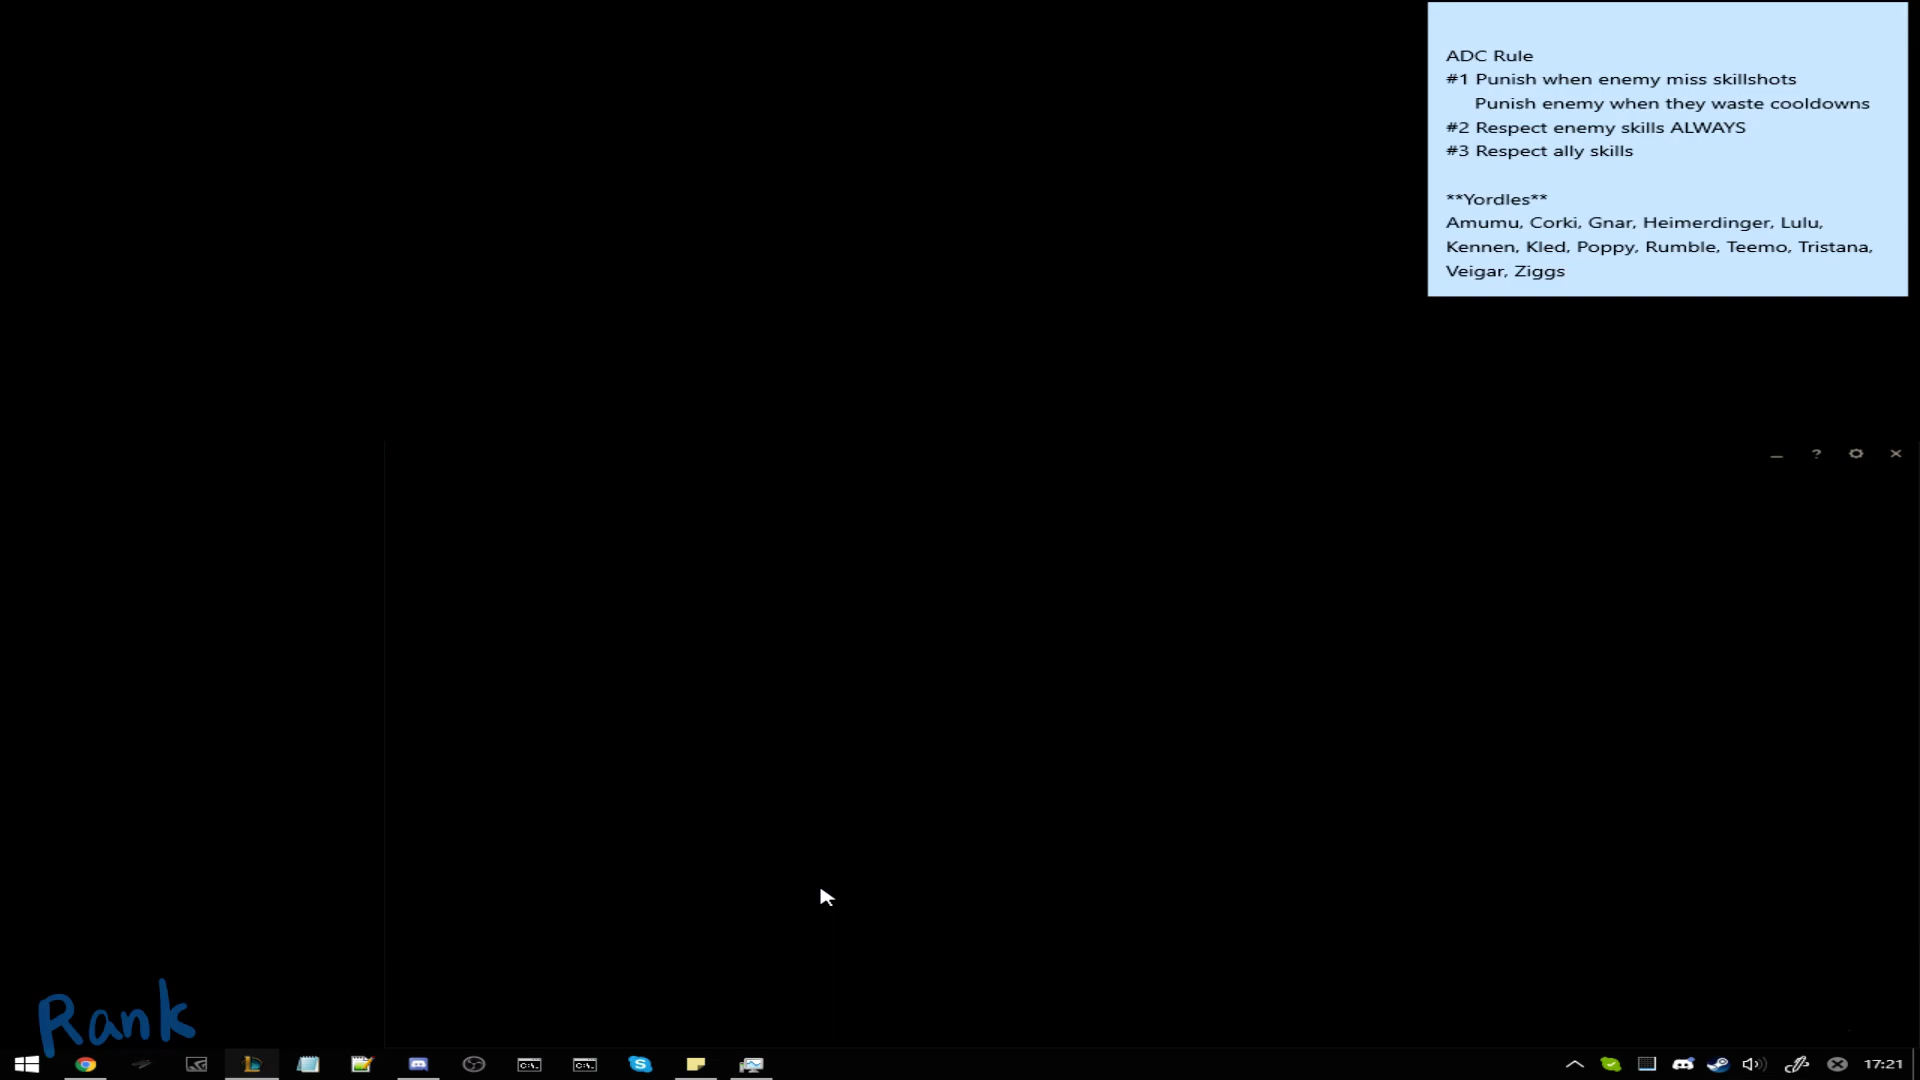 ADC Rule
#1 Punish when enemy miss skillshots
Punish enemy when they waste cooldowns
#2 Respect enemy skills ALWAYS
#3 Respect ally skills
**Yordles**
Amumu, Corki, Gnar, Heimerdinger, Lulu,
Kennen, Kled, Poppy, Rumble, Teemo, Tristana,
Veigar, Ziggs
Rank
17:21